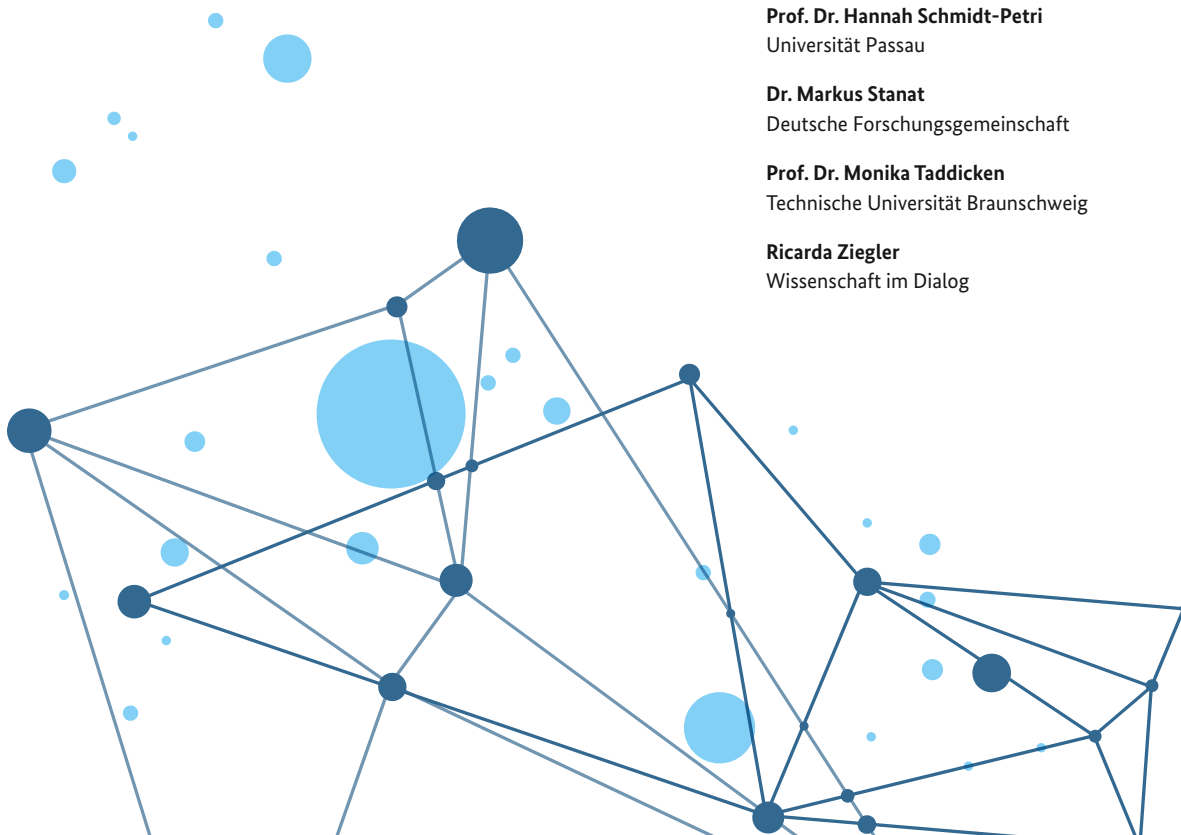 Prof. Dr. Hannah Schmidt-Petri
Universität Passau
Dr. Markus Stanat
Deutsche Forschungsgemeinschaft
Prof. Dr. Monika Taddicken
Technische Universität Braunschweig
Ricarda Ziegler
Wissenschaft im Dialog